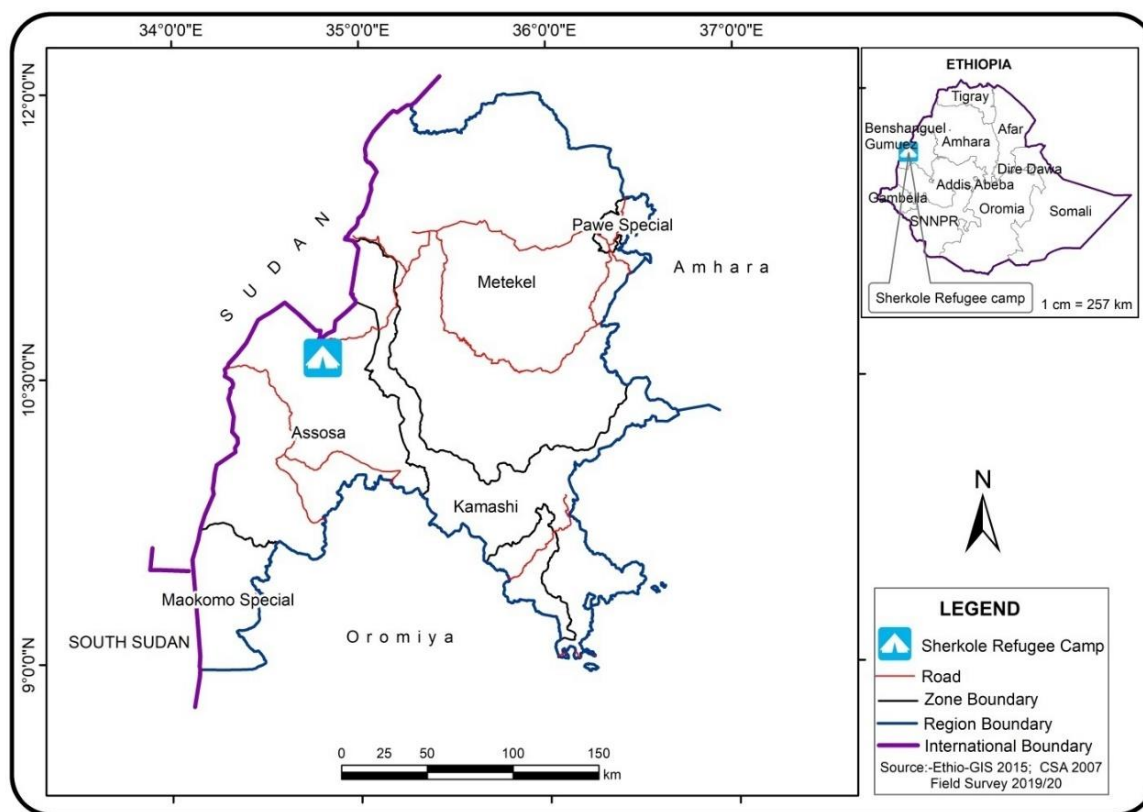 34°0'0"E
35°0'0"E
36°0'0"E
37°0'0"E
12°0'0"N
10°30'0"N
9°0'0"N
SUDAN
Pawe Special
Amhara
Metekel
Assosa
Kamashi
Maokomo Special
SOUTH SUDAN
Oromiya
0 25 50 100 150
km
ETHIOPIA
Tigray
Benshanguel
Gumuez
Amhara
Afar
Dire Dawa
Addis Abeba
Gambella
Oromia
Somali
SNNPR
Sherkole Refugee camp
1 cm = 257 km
N
LEGEND
Sherkole Refugee Camp
Road
Zone Boundary
Region Boundary
International Boundary
Source:-Ethio-GIS 2015; CSA 2007
Field Survey 2019/20